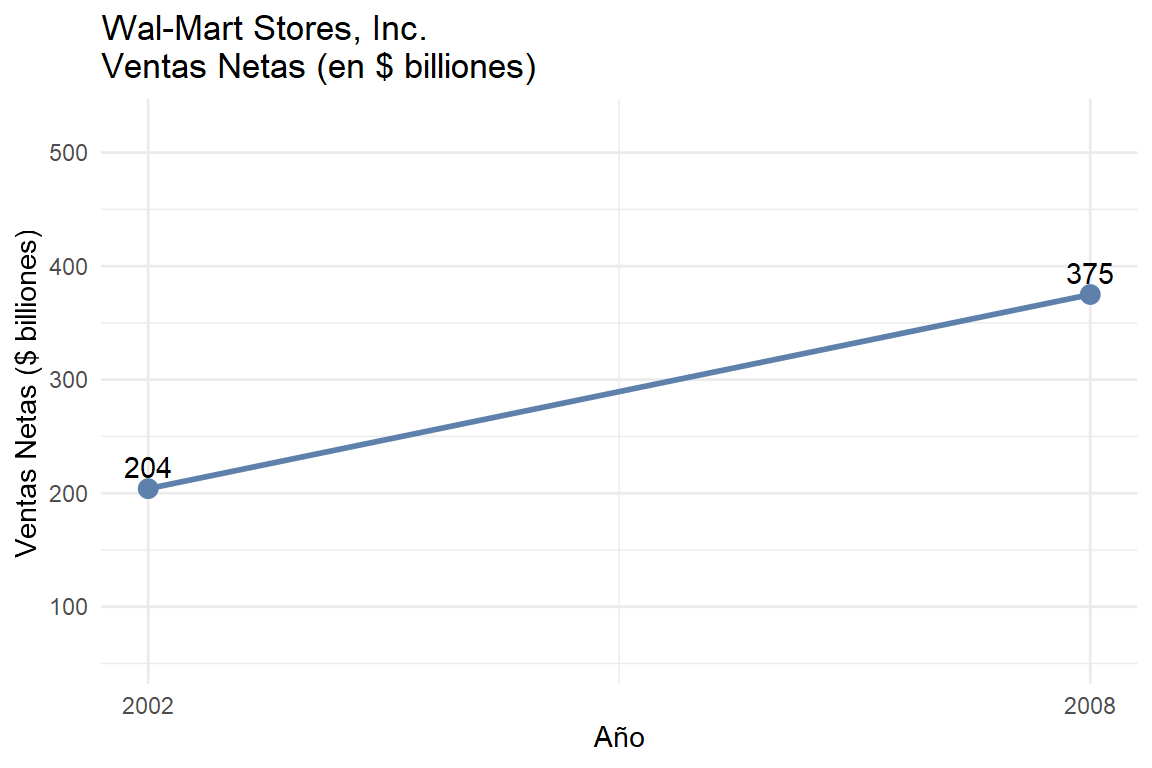 Wal-Mart Stores, Inc.
Ventas Netas (en $ billiones)
Ventas Netas ($ billiones)
500
400
300
200
100
204
375
2002
2008
Año